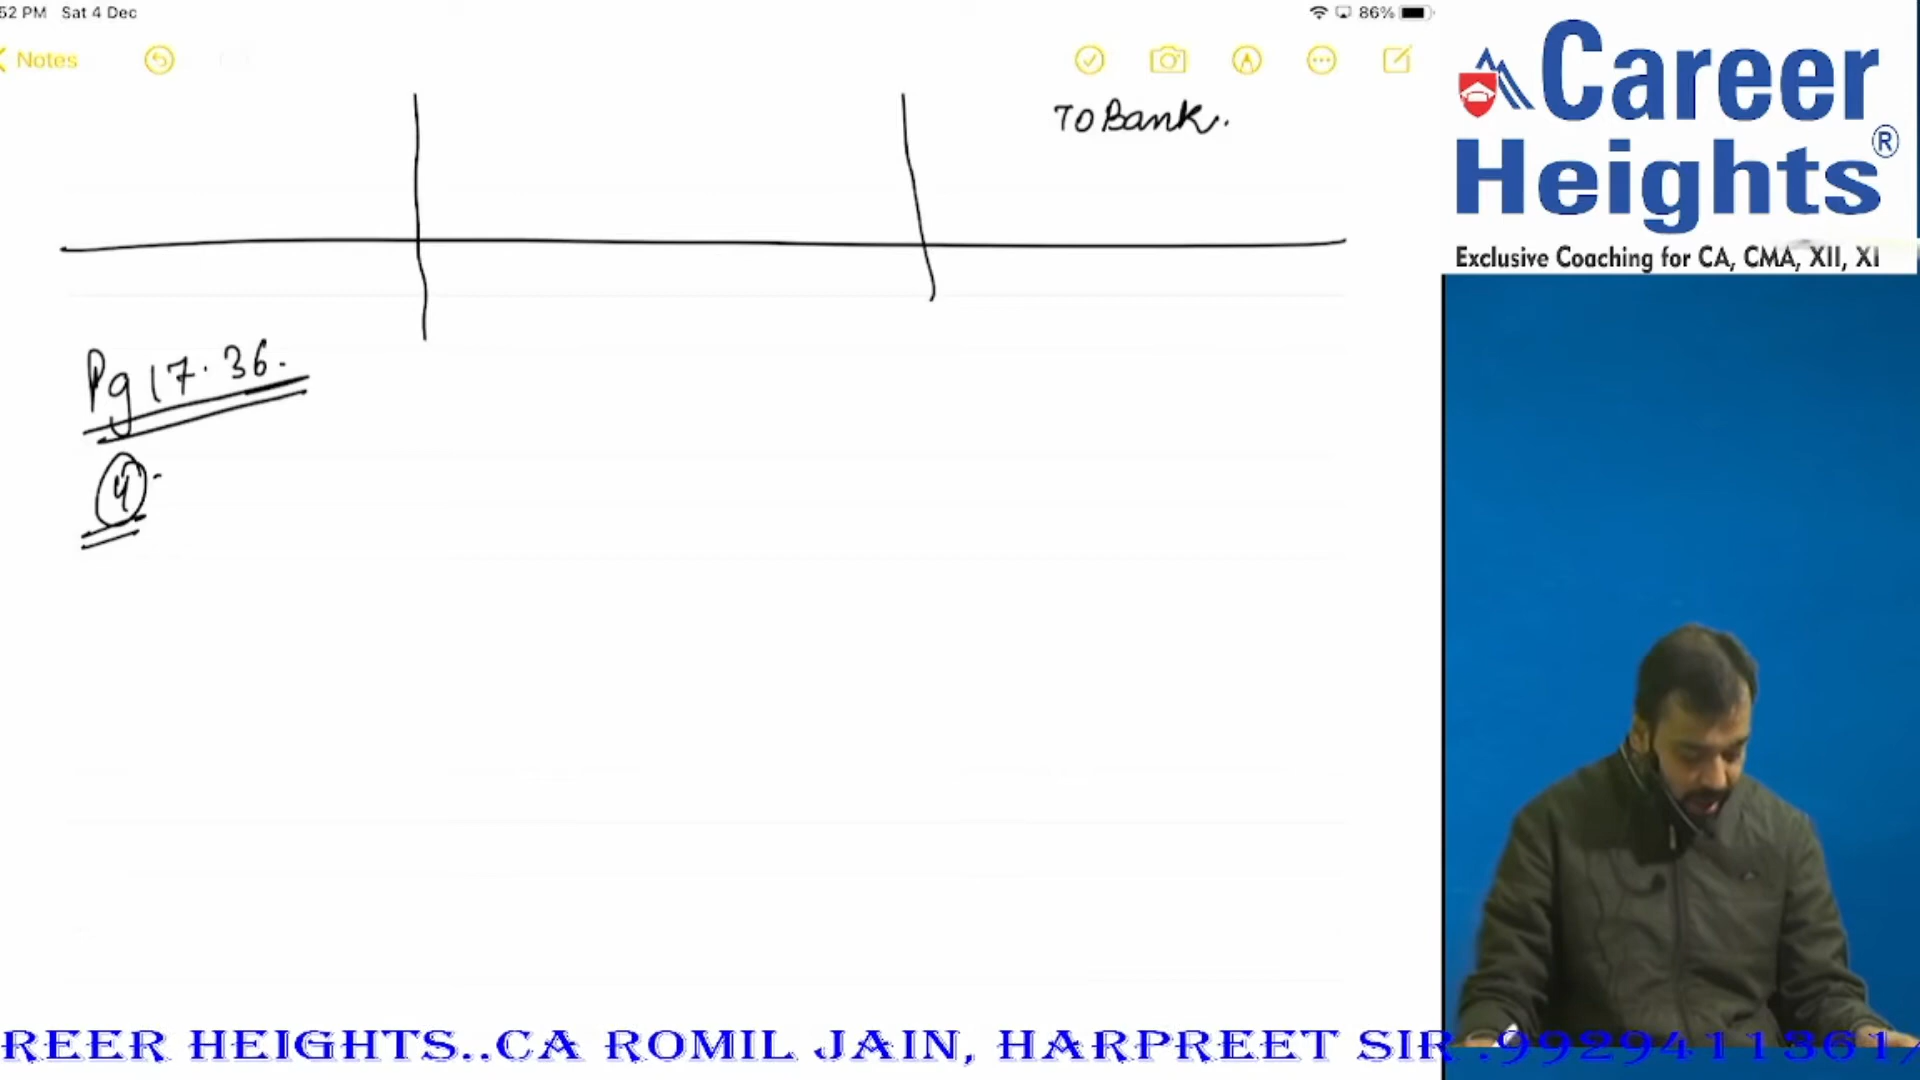 52 PM Sat 4 Dec
86%
Notes
To Bank.
Pg 17.36.
4
Career
Heights®
Exclusive Coaching for CA, CMA, XII, XI
REER HEIGHTS..CA ROMIL JAIN, HARPREET SIR .9929411361/